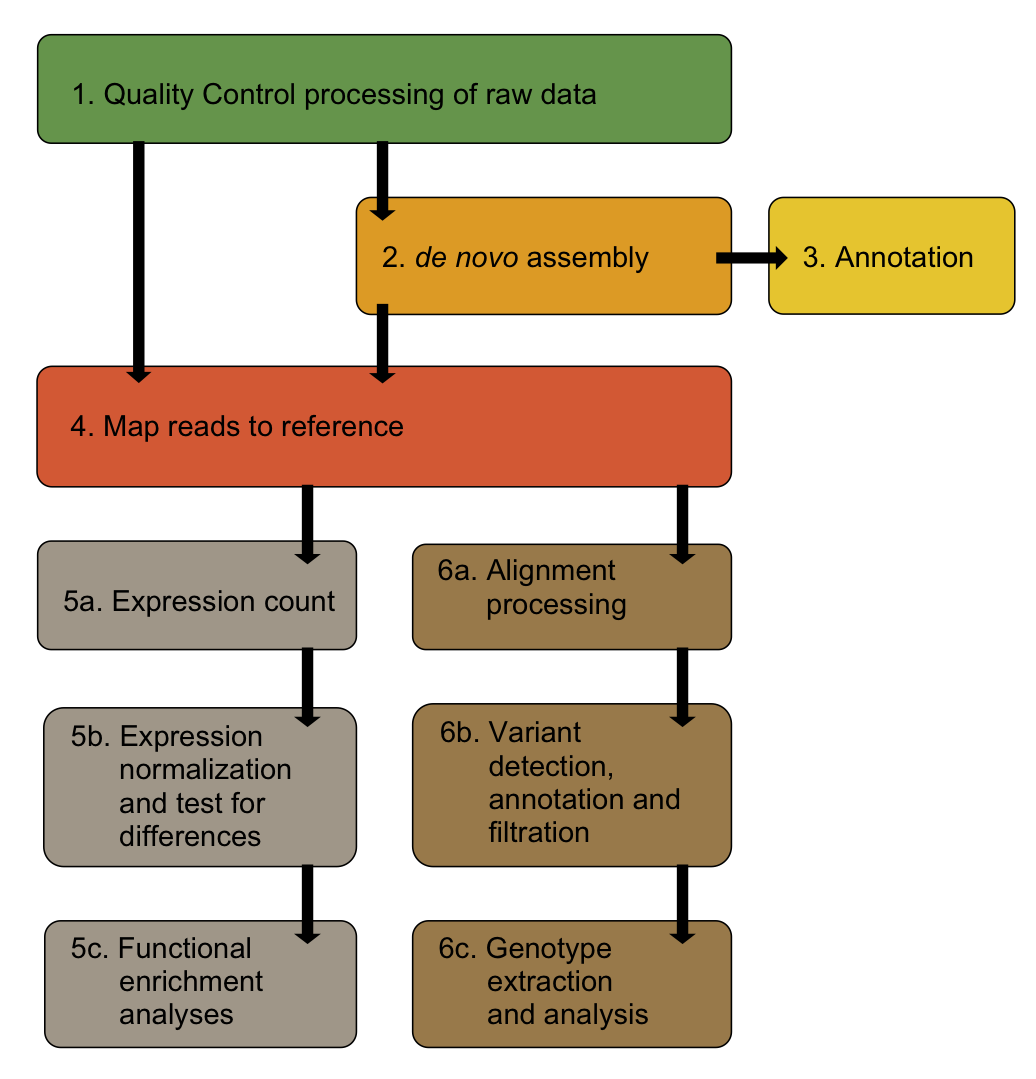 1. Quality Control processing of raw data
2. de novo assembly
3. Annotation
4. Map reads to reference
5a. Expression count
6a. Alignment
processing
5b. Expression
normalization
and test for
differences
6b. Variant
detection,
annotation and
filtration
5c. Functional
enrichment
analyses
6c. Genotype
extraction
and analysis